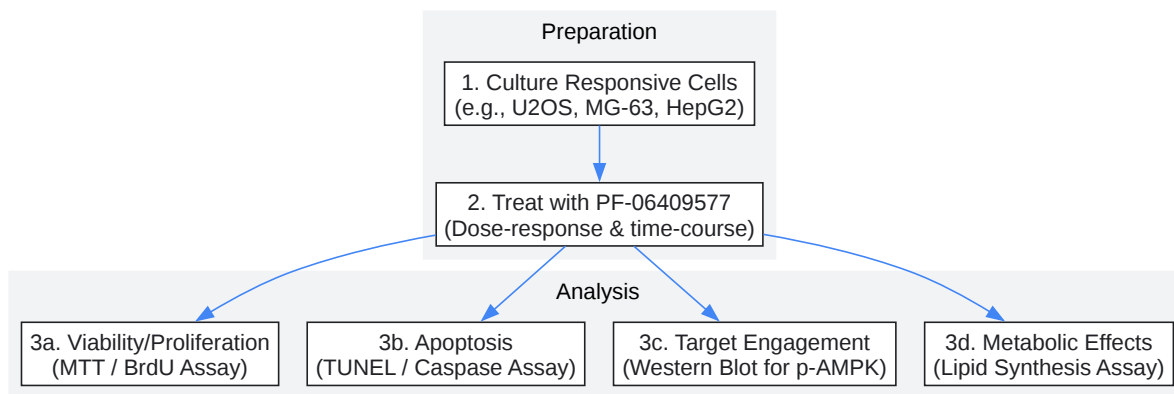 Preparation
1. Culture Responsive Cells
(e.g., U2OS, MG-63, HepG2)
2. Treat with PF-06409577
(Dose-response & time-course)
Analysis
3a. Viability/Proliferation
(MTT / BrdU Assay)
3b. Apoptosis
(TUNEL / Caspase Assay)
3c. Target Engagement
(Western Blot for p-AMPK)
3d. Metabolic Effects
(Lipid Synthesis Assay)